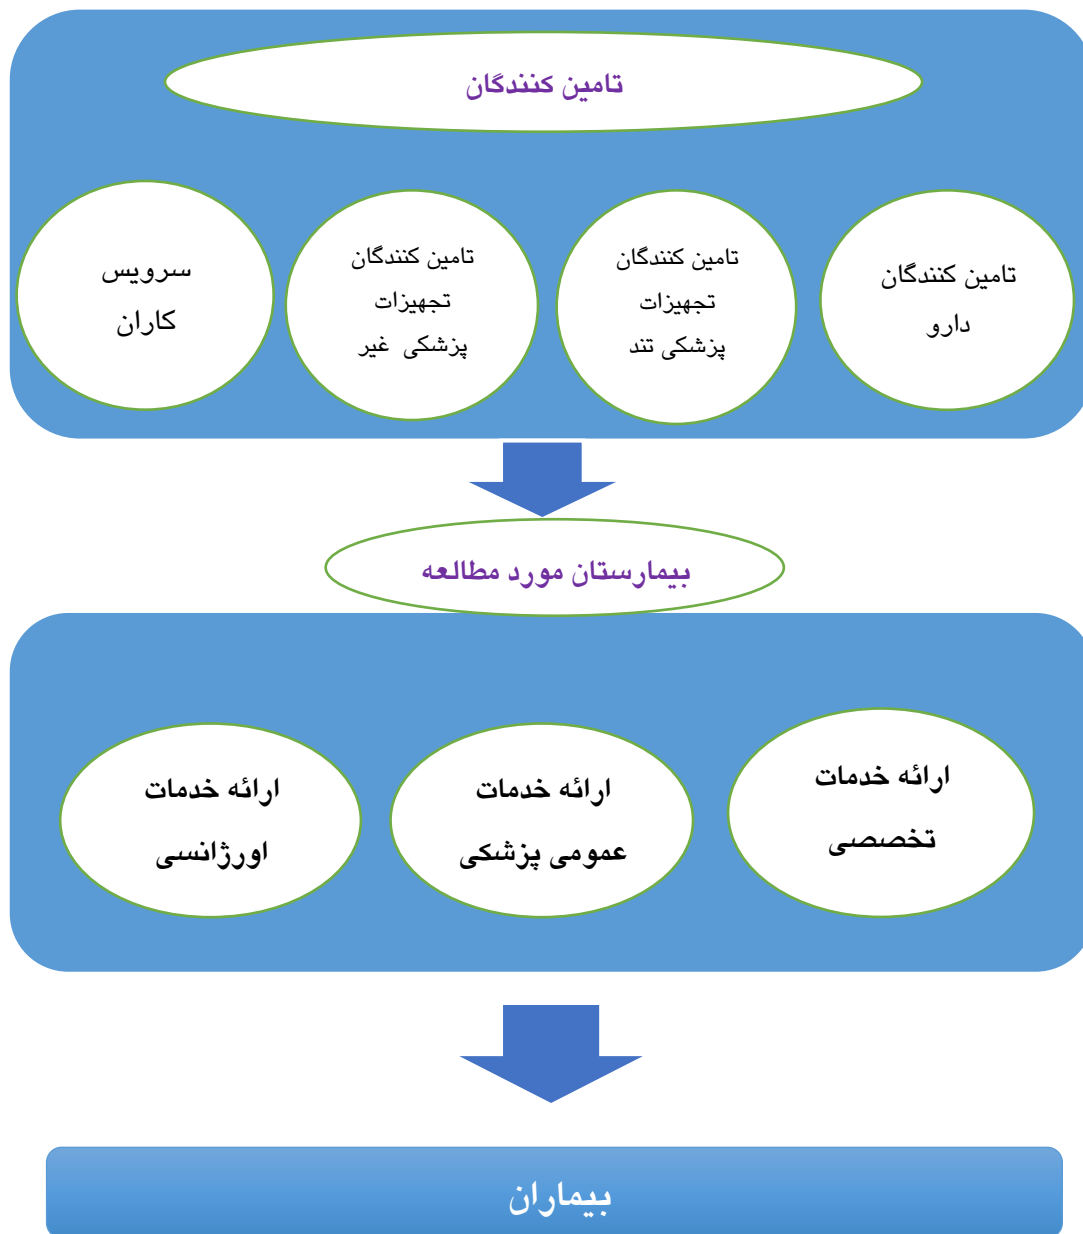 تامین کنندگان
تامین کنندگان
دارو
تامین کنندگان
تجهیزات
پزشکی تند
تامین کنندگان
تجهیزات
پزشکی غیر
سرویس
کاران
بیمارستان مورد مطالعه
ارائه خدمات
تخصصی
ارائه خدمات
عمومی پزشکی
ارائه خدمات
اورژانسی
بیماران